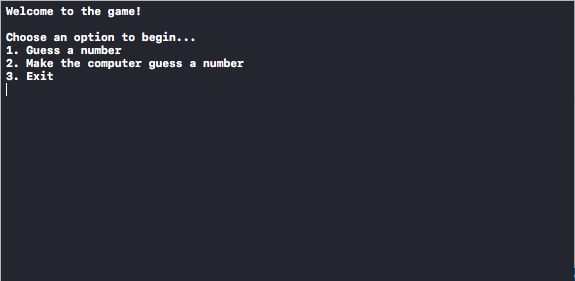 Welcome to the game!
Choose an option to begin...
1. Guess a number
2. Make the computer guess a number
3. Exit